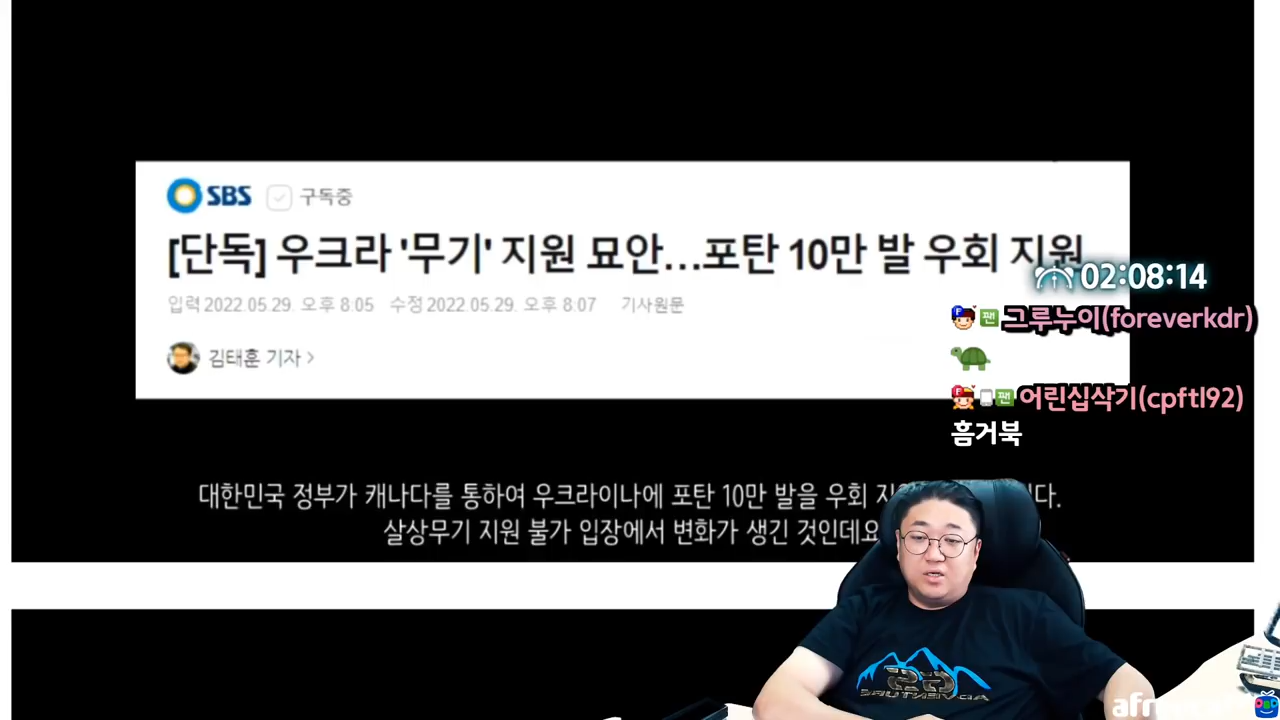 SBS 구독중
[단독] 우크라 '무기' 지원 묘안...포탄 10만 발 우회 지원
입력 2022.05.29. 오후 8:05 수정 2022.05.29. 오후 8:07 기사원문
김태훈 기자 >
02:08:14
F 팬 그루누이(foreverkdr)
F 팬 어린십삭기(cpftl92)
흠거북
대한민국 정부가 캐나다를 통하여 우크라이나에 포탄 10만 발을 우회
살상무기 지원 불가 입장에서 변화가 생긴 것인데요